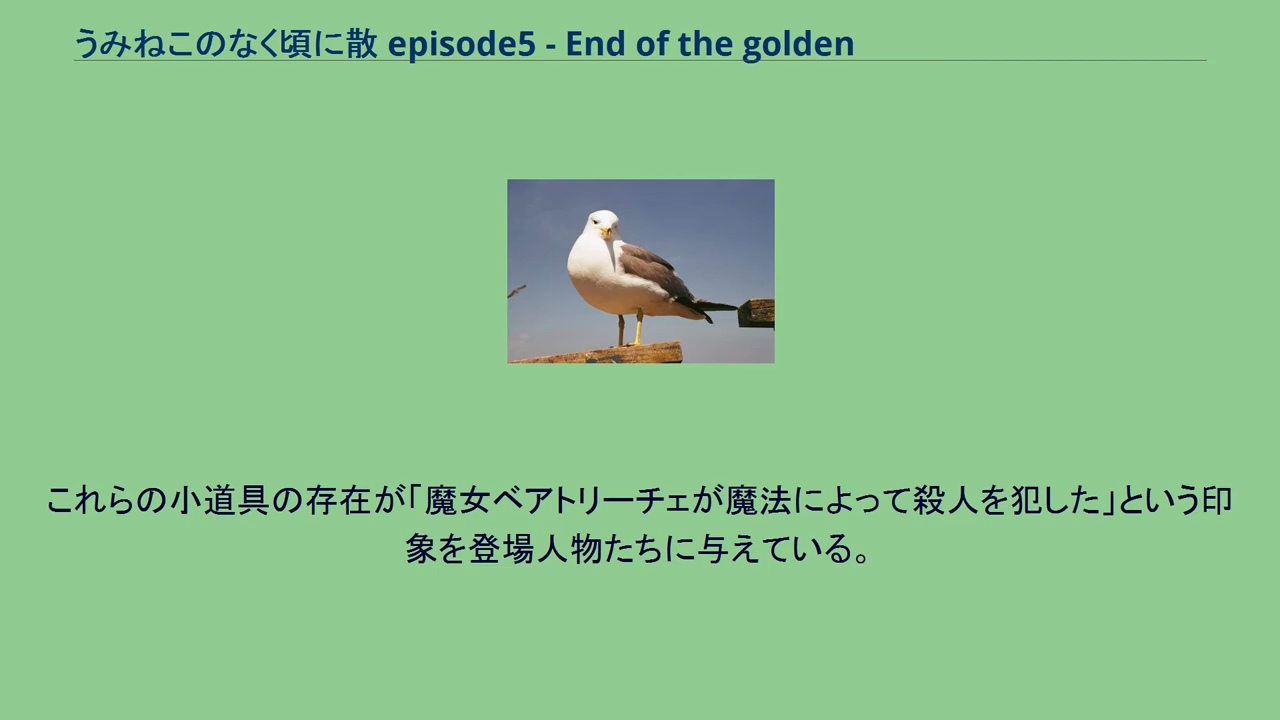 うみねこのなく頃に散 episode5 - End of the golden
これらの小道具の存在が「魔女ベアトリーチェが魔法によって殺人を犯した」という印
象を登場人物たちに与えている。